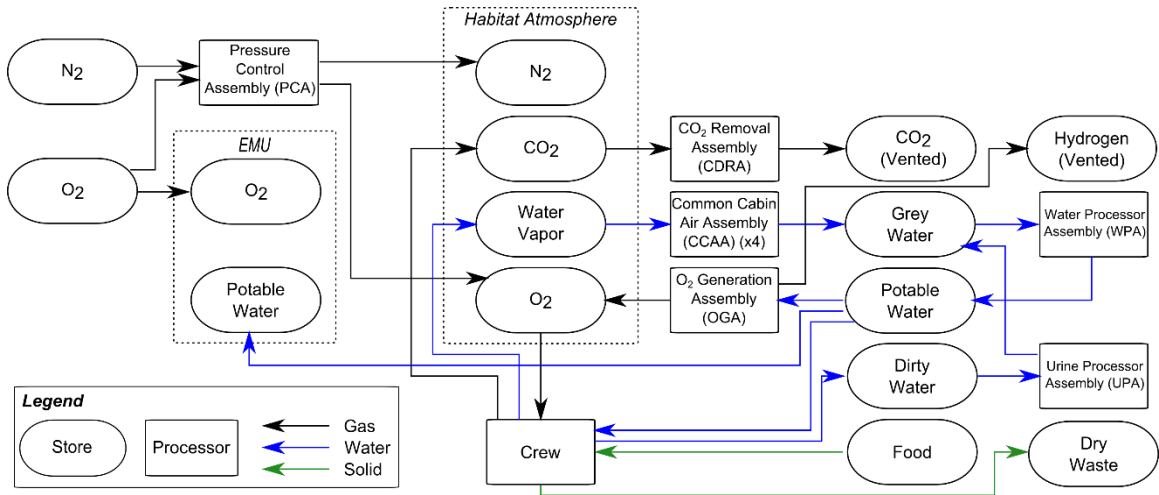 Habitat Atmosphere
N2
Pressure
Control
Assembly (PCA)
N2
EMU
O2
O2
CO2
CO2 Removal
Assembly
(CDRA)
CO2
(Vented)
Hydrogen
(Vented)
Water
Vapor
Common Cabin
Air Assembly
(CCAA) (x4)
Grey
Water
Water Processor
Assembly (WPA)
Potable
Water
O2
O2 Generation
Assembly
(OGA)
Potable
Water
Dirty
Water
Urine Processor
Assembly (UPA)
Legend
Store
Processor
Gas
Water
Solid
Crew
Food
Dry
Waste